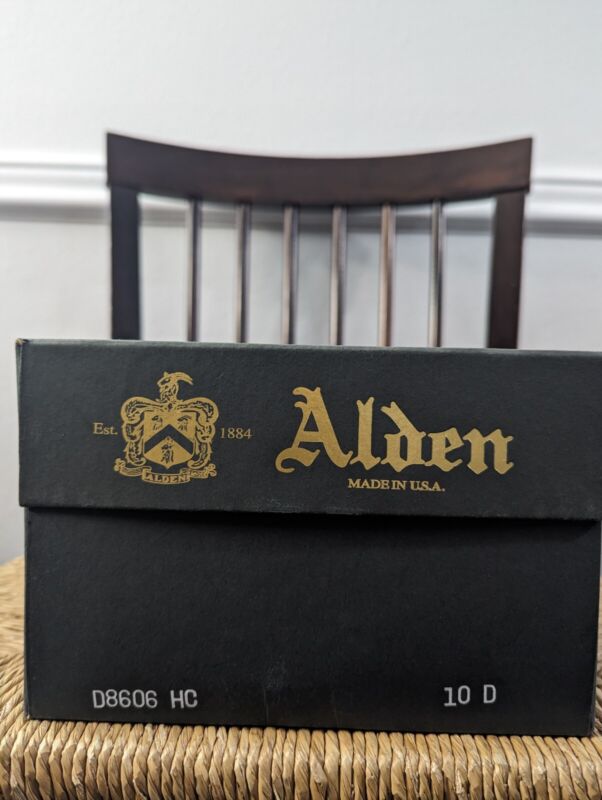 Est. 1884
ALDEN
Alden
MADE IN U.S.A.
D8606 HC
10 D